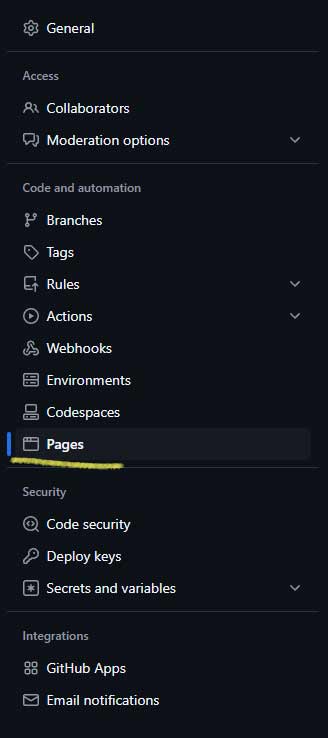 General
Access
Collaborators
Moderation options
Code and automation
Branches
Tags
Rules
Actions
Webhooks
Environments
Codespaces
Pages
Security
Code security
Deploy keys
Secrets and variables
Integrations
GitHub Apps
Email notifications